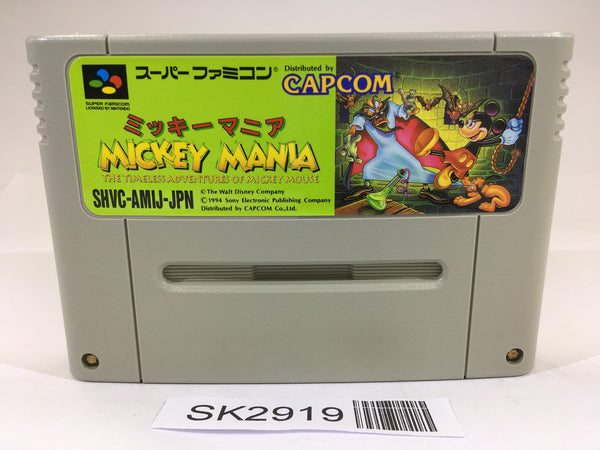 スーパーファミコン
SUPER FAMICOM
LICENSED BY NINTENDO
Distributed by
CAPCOM®
ミッキーマニア
MICKEY MANIA
THE TIMELESS ADVENTURES OF MICKEY MOUSE
SHVC-AMIJ-JPN
© The Walt Disney Company
© 1994 Sony Electronic Publishing Company
Distributed by CAPCOM Co., Ltd.
SK2919